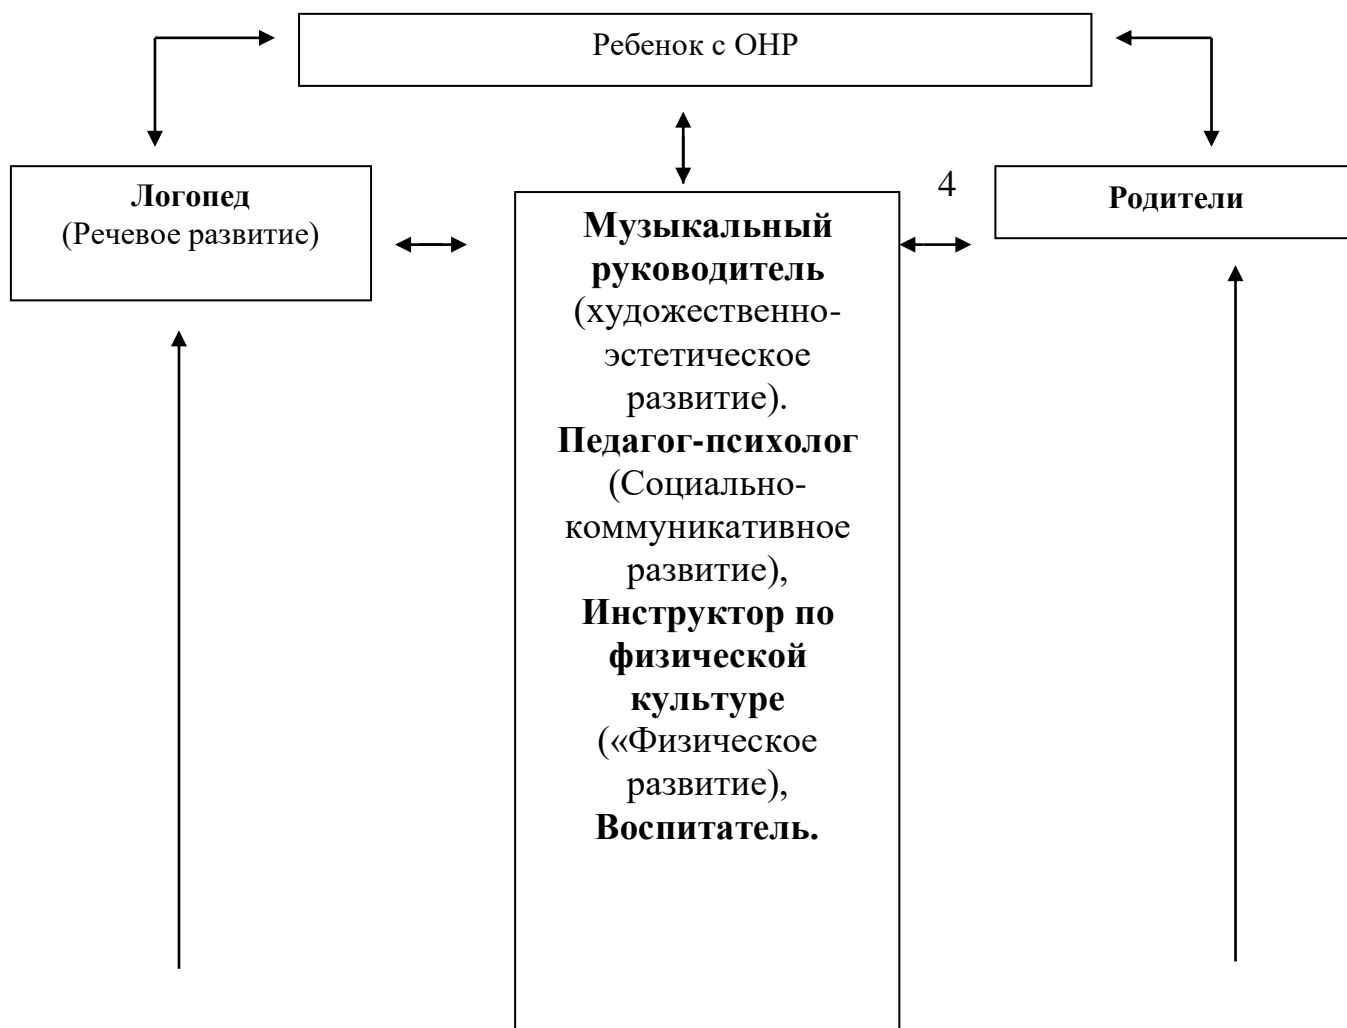 Ребенок с ОНР
Логопед
(Речевое развитие)
4
Родители
Музыкальный
руководитель
(художественно-
эстетическое
развитие).
Педагог-психолог
(Социально-
коммуникативное
развитие),
Инструктор по
физической
культуре
(«Физическое
развитие),
Воспитатель.